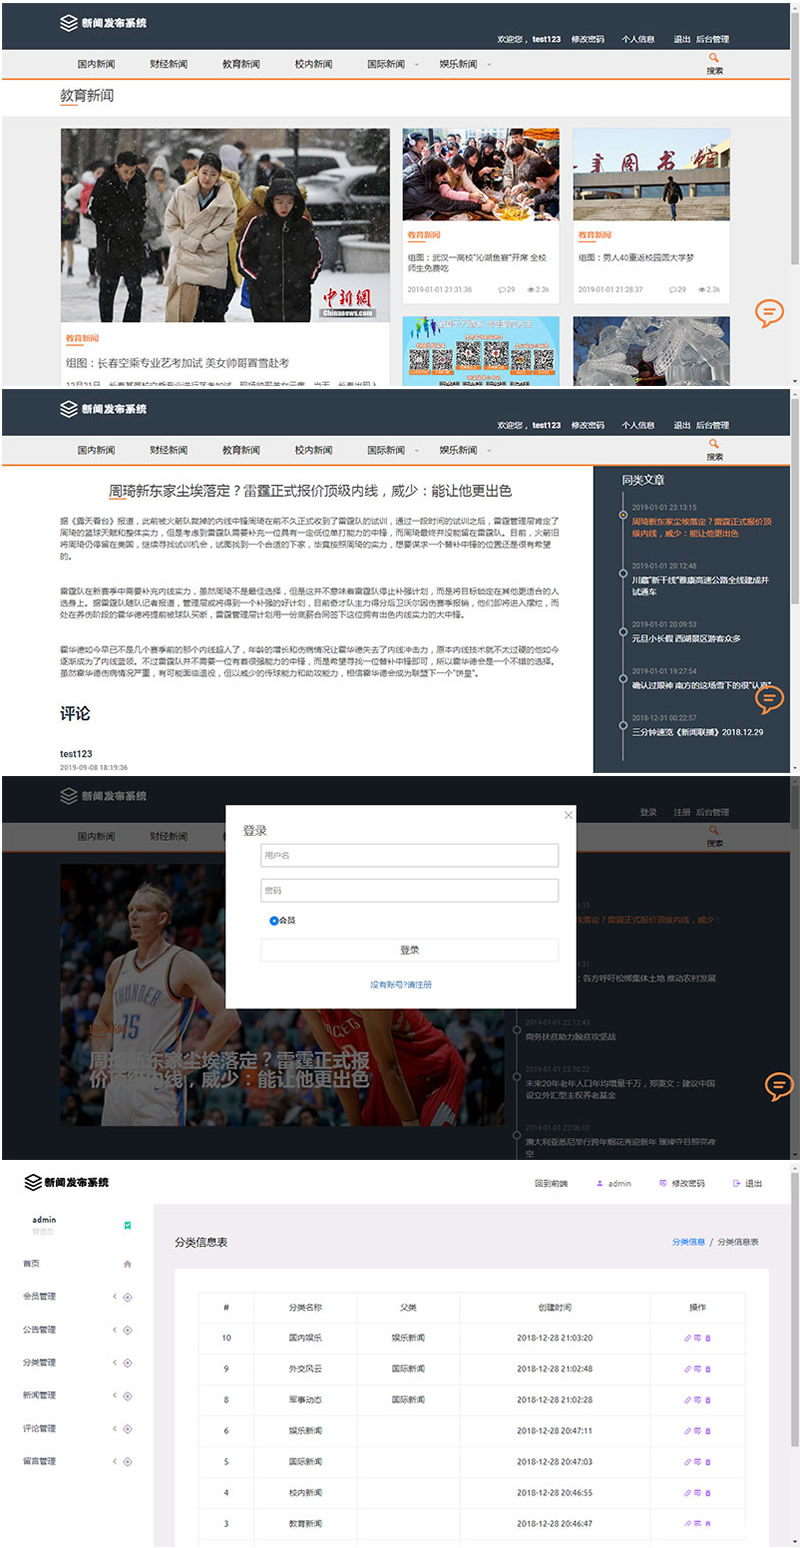 新闻发布系统
欢迎您，test123 修改密码 个人信息 退出 后台管理
国内新闻 财经新闻 教育新闻 校内新闻 国际新闻 娱乐新闻 搜索
教育新闻
中新网
Chinanews.com
教育新闻
组图：长春空乘专业艺考加试 美女帅哥冒雪赴考
教育新闻
组图：武汉一高校"沁湖鱼宴"开席 全校
师生免费吃
2019-01-01 21:31:36 29 2.3k
教育新闻
组图：男人40重返校园圆大学梦
2019-01-01 21:28:37 29 2.3k
新闻发布系统
欢迎您，test123 修改密码 个人信息 退出 后台管理
国内新闻 财经新闻 教育新闻 校内新闻 国际新闻 娱乐新闻 搜索
周琦新东家尘埃落定？雷霆正式报价顶级内线，威少：能让他更出色
据《露天看台》报道，此前被火箭队裁掉的内线中锋周琦在前不久正式收到了雷霆队的试训，通过一段时间的试训之后，雷霆管理层肯定了
周琦的篮球天赋和整体实力，但是考虑到雷霆队需要补充一位具有一定低位单打能力的中锋，而周琦最终并没能留在雷霆队。目前，火箭旧
将周琦仍停留在美国，继续寻找试训机会，试图找到一个合适的下家，毕竟按照周琦的实力，想要谋求一个替补中锋的位置还是很有希望
的。
雷霆队在新赛季中需要补充内线实力，虽然周琦不是最佳选择，但是这并不意味着雷霆队停止补强计划，而是将目标锁定在其他更适合的人
选身上。据雷霆随队记者报道，管理层或将得到一个补强的好计划，目前奇才队主力得分后卫沃尔因伤赛季报销，他们即将进入摆烂，而
处在养伤阶段的霍华德将提前被球队买断，雷霆管理层计划用一份底薪合同签下这位拥有出色内线实力的大中锋。
霍华德如今早已不是几个赛季前的那个内线超人了，年龄的增长和伤病情况让霍华德失去了内线冲击力，原本内线技术就不太过硬的他如今
逐渐成为了内线蓝领。不过雷霆队并不需要一位有着很强能力的中锋，而是希望寻找一位替补中锋即可，所以霍华德会是一个不错的选择。
虽然霍华德伤病情况严重，有可能面临退役，但以威少的传球能力和助攻能力，相信霍华德会成为联盟下一个"饼皇"。
评论
test123
2019-09-08 18:19:36
同类文章
2019-01-01 23:13:15
周琦新东家尘埃落定？雷霆正式报价顶
级内线，威少：能让他更出色
2019-01-01 20:12:48
川藏"新干线"雅康高速公路全线建成并
试通车
2019-01-01 20:09:53
元旦小长假 西湖景区游客众多
2019-01-01 19:27:54
确认过眼神 南方的这场雪下的很"认真"
2018-12-31 00:22:57
三分钟速览《新闻联播》2018.12.29
新闻发布系统
登录 注册 后台管理
国内新闻 财经新闻 搜索
登录
用户名
密码
会员
登录
没有账号?请注册
THUNDER
15
周琦新东家尘埃落定？雷霆正式报
价顶级内线，威少：能让他更出色
埃落定？雷霆正式报价顶级内线，威少：
：各方呼吁松绑集体土地 推动农村发展
2019-01-01 22:12:43
商务扶贫助力脱贫攻坚战
2019-01-01 22:10:22
未来20年老年人口年均增量千万，郑秉文：建议中国
设立外汇型主权养老基金
2019-01-01 22:06:03
澳大利亚悉尼举行跨年烟花秀迎新年 璀璨夺目照亮夜
空
新闻发布系统
回到前端 admin 修改密码 退出
admin
管理员
首页
会员管理
公告管理
分类管理
新闻管理
评论管理
留言管理
分类信息表
分类信息 / 分类信息表
# 分类名称 父类 创建时间 操作
10 国内娱乐 娱乐新闻 2018-12-28 21:03:20
9 外交风云 国际新闻 2018-12-28 21:02:48
8 军事动态 国际新闻 2018-12-28 21:02:28
6 娱乐新闻 2018-12-28 20:47:11
5 国际新闻 2018-12-28 20:47:03
4 校内新闻 2018-12-28 20:46:55
3 教育新闻 2018-12-28 20:46:47